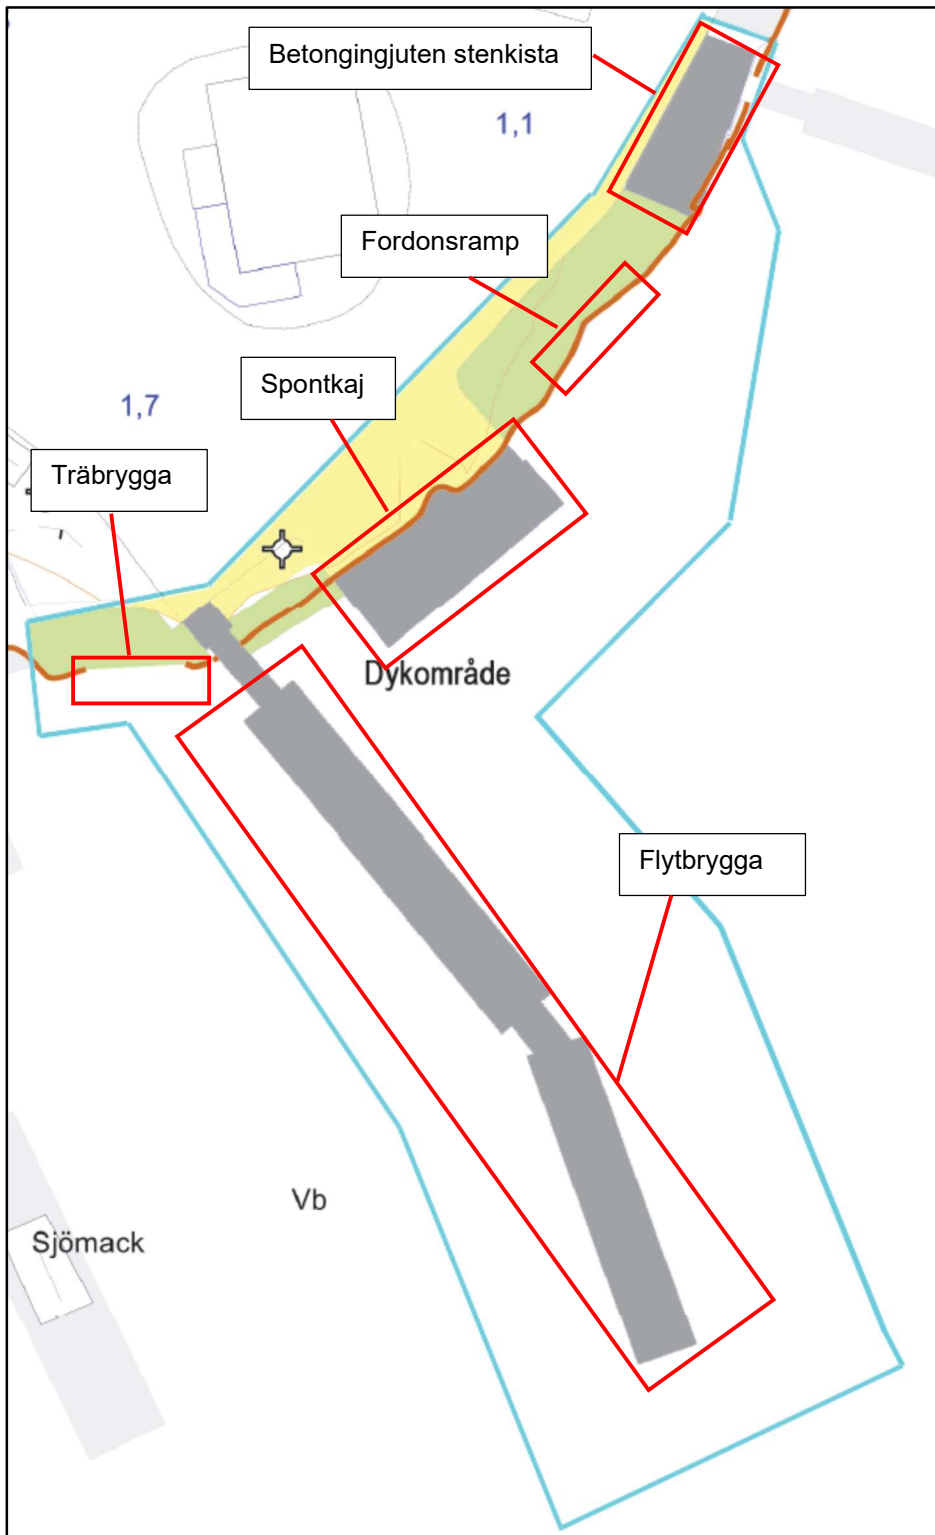 Betongingjuten stenkista
1,1
Fordonsramp
Spontkaj
1,7
Träbrygga
Dykområde
Flytbrygga
Vb
Sjömack